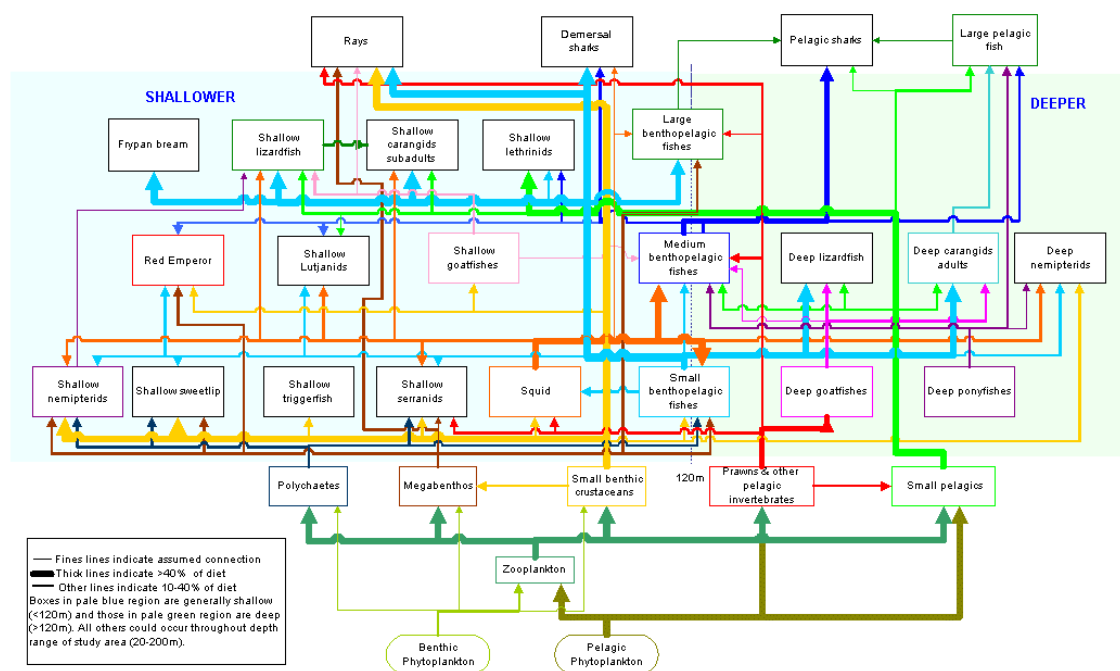 Rays
Demersal
sharks
Pelagic sharks
Large pelagic
fish
SHALLOWER
DEEPER
Frypan bream
Shallow
lizardfish
Shallow
carangids
subadults
Shallow
lethrinids
Large
benthopelagic
fishes
Red Emperor
Shallow
Lutjanids
Shallow
goatfishes
Medium
benthopelagic
fishes
Deep lizardfish
Deep carangids
adults
Deep
nemipterids
Shallow
nemipterids
Shallow sweetlip
Shallow
triggerfish
Shallow
serranids
Squid
Small
benthopelagic
fishes
Deep goatfishes
Deep ponyfishes
120m
Polychaetes
Megabenthos
Small benthic
crustaceans
Prawns & other
pelagic
invertebrates
Small pelagics
Zooplankton
Fines lines indicate assumed connection
Thick lines indicate >40% of diet
Other lines indicate 10-40% of diet
Boxes in pale blue region are generally shallow
(<120m) and those in pale green region are deep
(>120m). All others could occur throughout depth
range of study area (20-200m).
Benthic
Phytoplankton
Pelagic
Phytoplankton